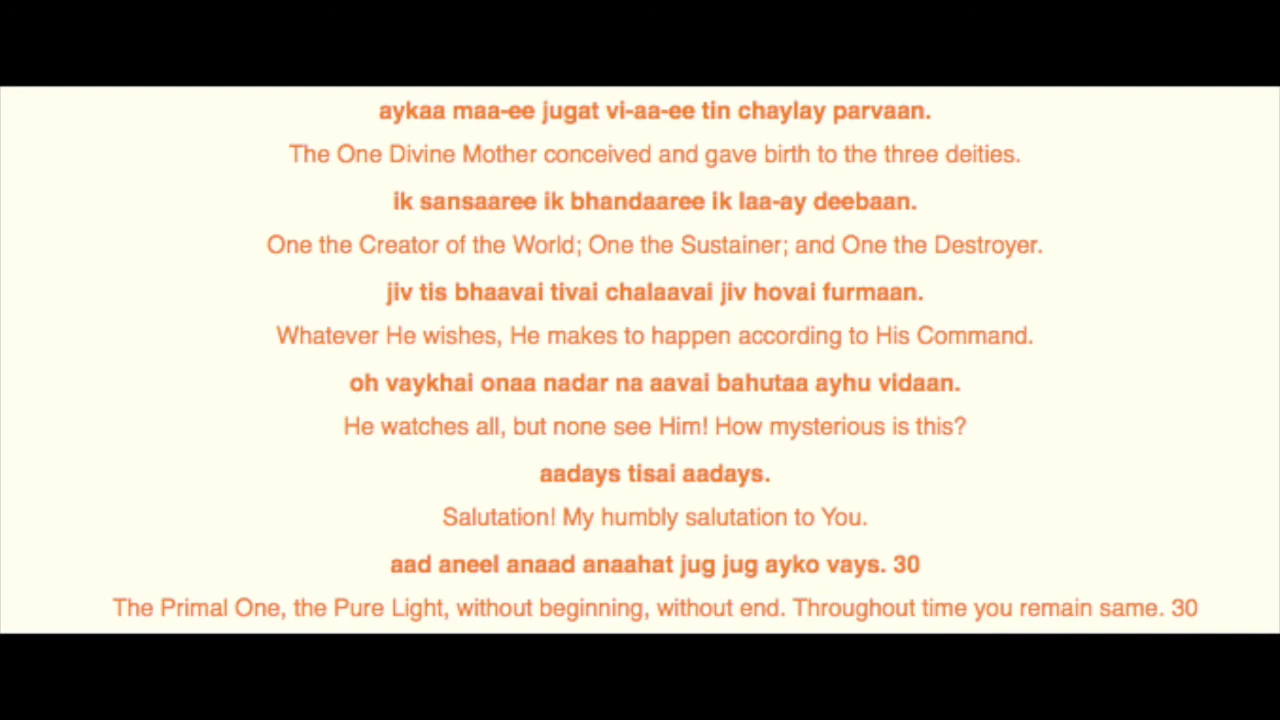 aykaa maa-ee jugat vi-aa-ee tin chaylay parvaan.
The One Divine Mother conceived and gave birth to the three deities.
ik sansaaree ik bhandaaree ik laa-ay deebaan.
One the Creator of the World; One the Sustainer; and One the Destroyer.
jiv tis bhaavai tivai chalaavai jiv hovai furmaan.
Whatever He wishes, He makes to happen according to His Command.
oh vaykhai onaa nadar na aavai bahutaa ayhu vidaan.
He watches all, but none see Him! How mysterious is this?
aadays tisai aadays.
Salutation! My humbly salutation to You.
aad aneel anaad anaahat jug jug ayko vays. 30
The Primal One, the Pure Light, without beginning, without end. Throughout time you remain same. 30